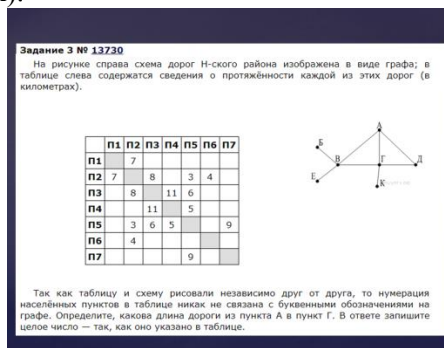 Задание 3 № 13730
На рисунке справа схема дорог Н-ского района изображена в виде графа; в
таблице слева содержатся сведения о протяжённости каждой из этих дорог (в
километрах).
П1 П2 П3 П4 П5 П6 П7
П1 7
П2 7 8 3 4
П3 8 11 6
П4 11 5
П5 3 6 5 9
П6 4
П7 9
А
Б
В Г Д
Е
К
Так как таблицу и схему рисовали независимо друг от друга, то нумерация
населённых пунктов в таблице никак не связана с буквенными обозначениями на
графе. Определите, какова длина дороги из пункта А в пункт Г. В ответе запишите
целое число — так, как оно указано в таблице.